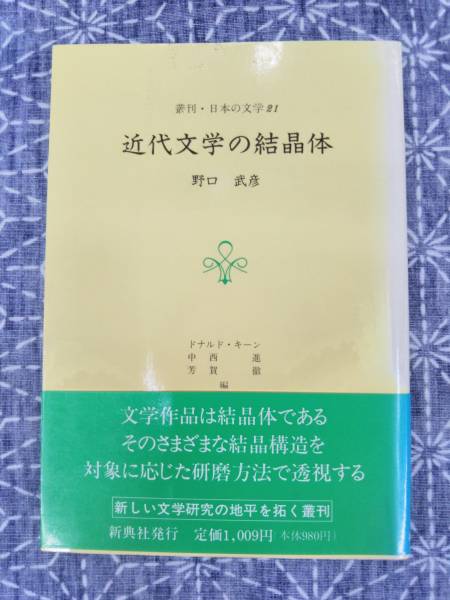 叢刊・日本の文学21
近代文学の結晶体
野口 武彦
ドナルド・キーン
中西 進
芳賀 徹
編
文学作品は結晶体である
そのさまざまな結晶構造を
対象に応じた研磨方法で透視する
新しい文学研究の地平を拓く叢刊
新典社発行 定価1,009円(本体980円)